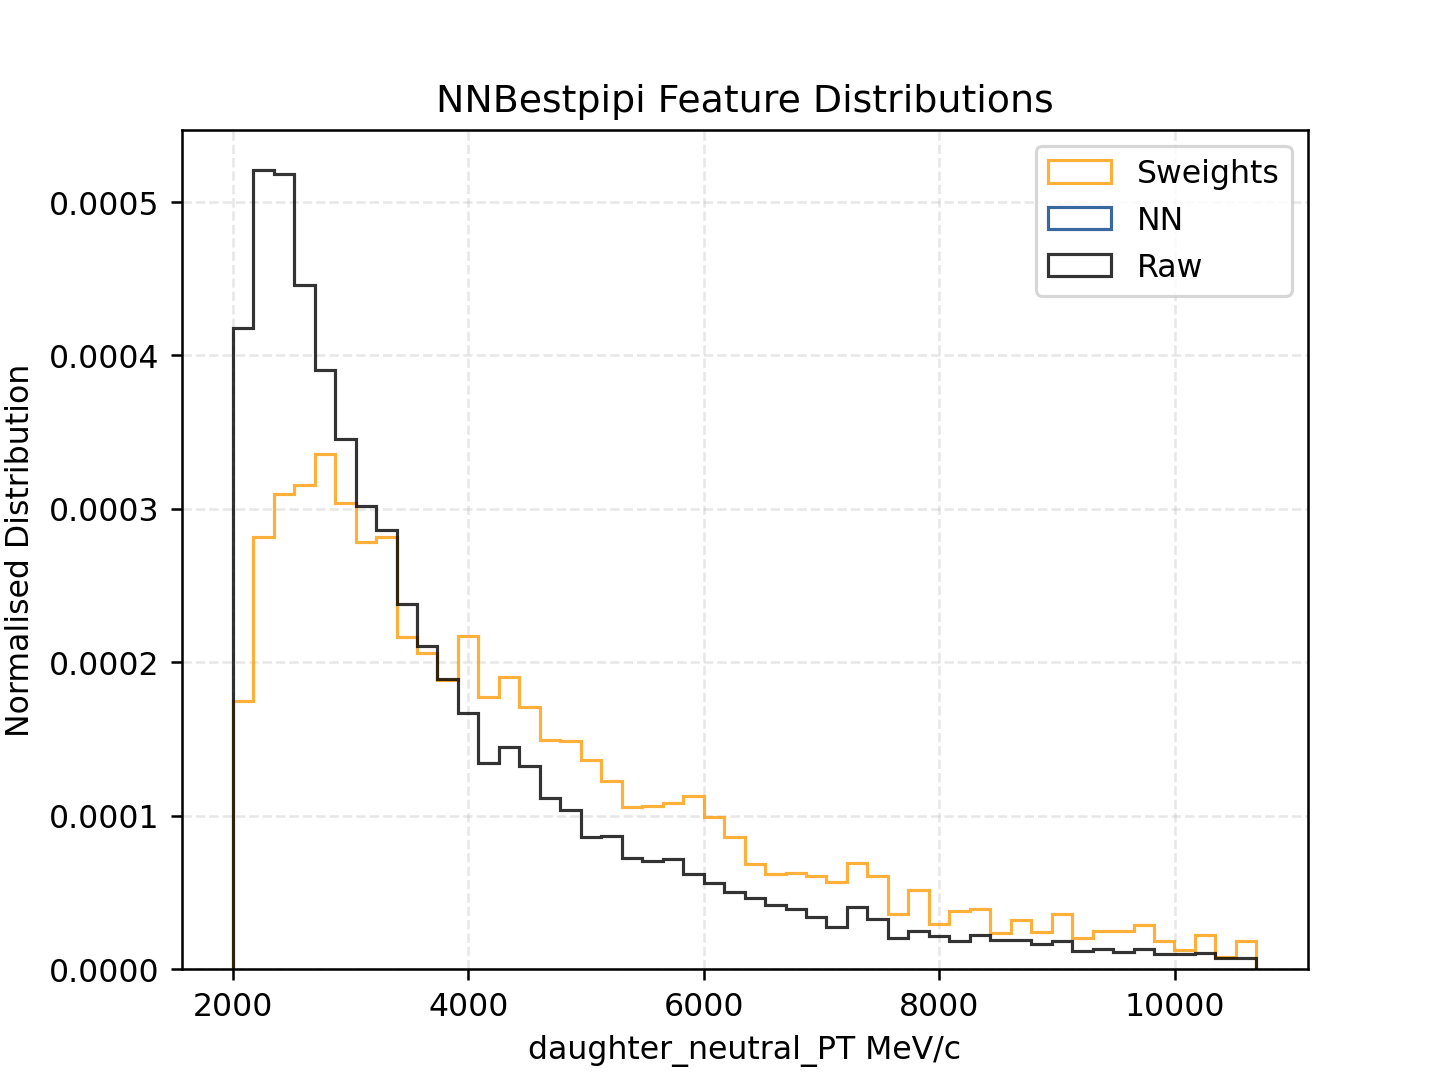 NNBestpipi Feature Distributions
Sweights
NN
Raw
Normalised Distribution
0.0005
0.0004
0.0003
0.0002
0.0001
0.0000
2000 4000 6000 8000 10000
daughter_neutral_PT MeV/c